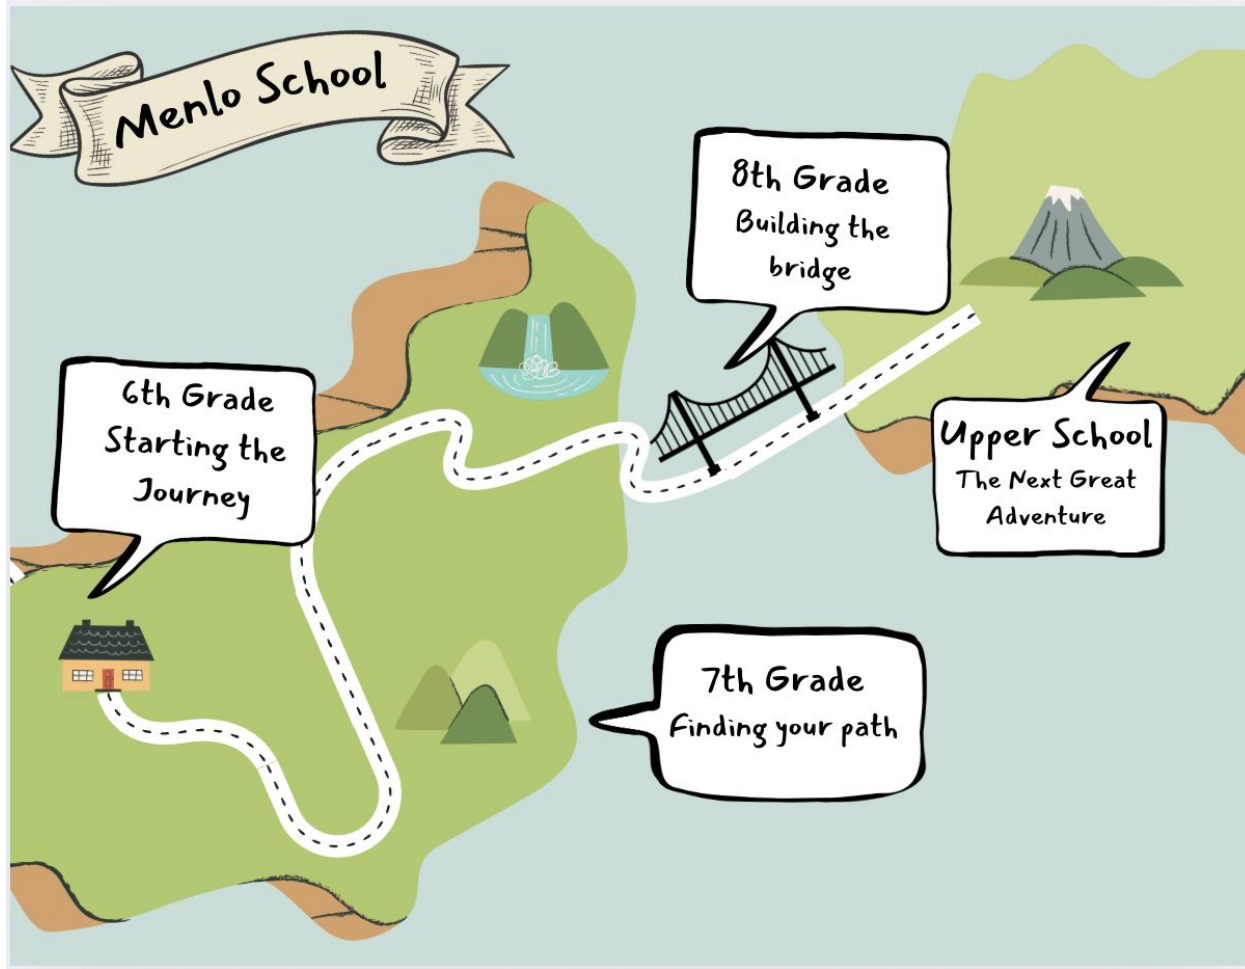 Menlo School
8th Grade
Building the
bridge
6th Grade
Starting the
Journey
Upper School
The Next Great
Adventure
7th Grade
Finding your path